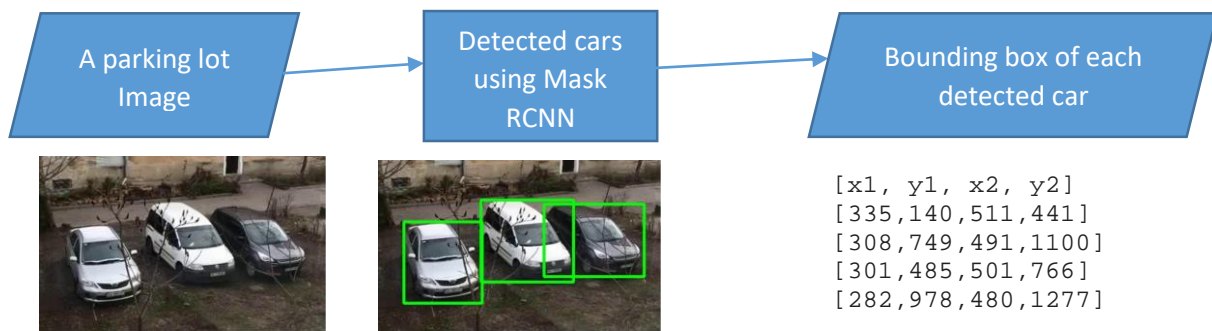 A parking lot
Image
Detected cars
using Mask
RCNN
Bounding box of each
detected car
[x1, y1, x2, y2]
[335,140,511,441]
[308,749,491,1100]
[301,485,501,766]
[282,978,480,1277]